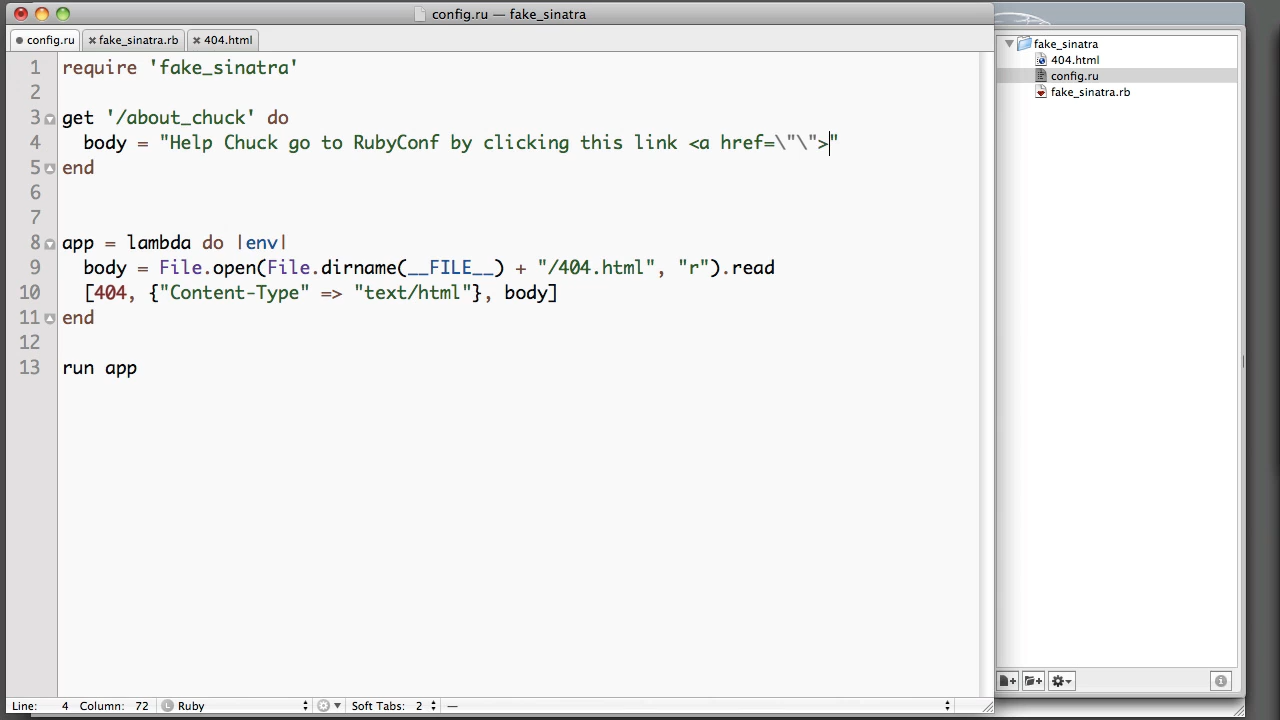 config.ru — fake_sinatra
config.ru
fake_sinatra.rb
404.html
1 require 'fake_sinatra'
2
3 get '/about_chuck' do
4   body = "Help Chuck go to RubyConf by clicking this link <a href=\"\">"
5 end
6
7
8 app = lambda do |env|
9   body = File.open(File.dirname(__FILE__) + "/404.html", "r").read
10   [404, {"Content-Type" => "text/html"}, body]
11 end
12
13 run app
fake_sinatra
404.html
config.ru
fake_sinatra.rb
Line: 4 Column: 72 L Ruby Soft Tabs: 2 —